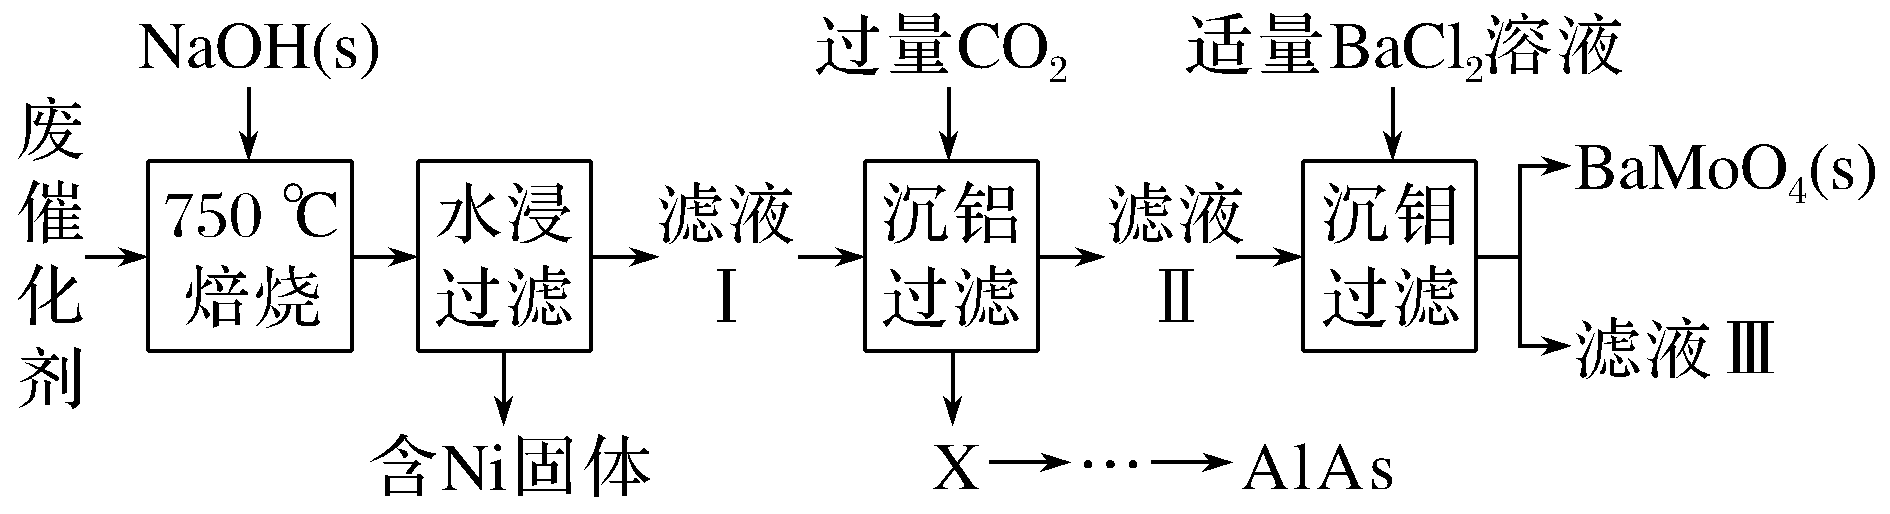 NaOH(s)
过量CO₂
适量BaCl₂溶液
废催化剂
750 ℃
焙烧
水浸
过滤
滤液
Ⅰ
沉铝
过滤
滤液
Ⅱ
沉钼
过滤
BaMoO₄(s)
滤液Ⅲ
含Ni固体
X
…
AlAs